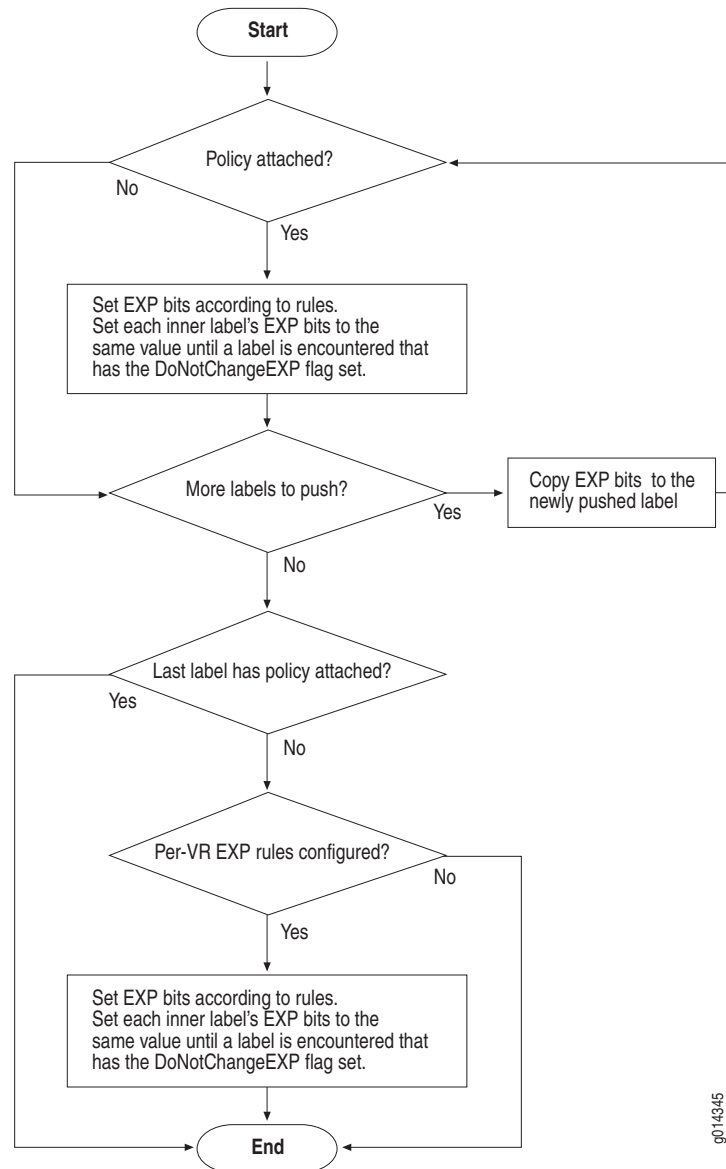 Start
Policy attached?
No
Yes
Set EXP bits according to rules.
Set each inner label's EXP bits to the
same value until a label is encountered that
has the DoNotChangeEXP flag set.
More labels to push?
Yes
Copy EXP bits to the
newly pushed label
No
Last label has policy attached?
Yes
No
Per-VR EXP rules configured?
No
Yes
Set EXP bits according to rules.
Set each inner label's EXP bits to the
same value until a label is encountered that
has the DoNotChangeEXP flag set.
End
g014345